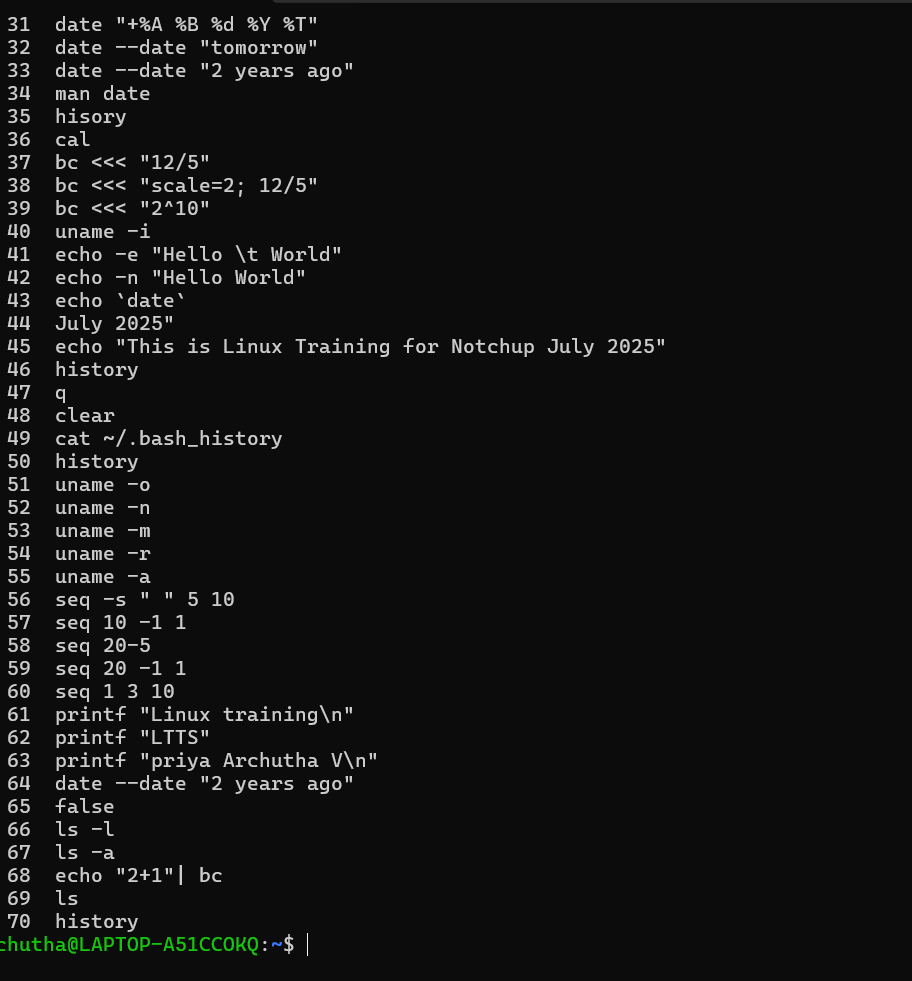 31 date "+%A %B %d %Y %T"
32 date --date "tomorrow"
33 date --date "2 years ago"
34 man date
35 hisory
36 cal
37 bc <<< "12/5"
38 bc <<< "scale=2; 12/5"
39 bc <<< "2^10"
40 uname -i
41 echo -e "Hello \t World"
42 echo -n "Hello World"
43 echo `date`
44 July 2025"
45 echo "This is Linux Training for Notchup July 2025"
46 history
47 q
48 clear
49 cat ~/.bash_history
50 history
51 uname -o
52 uname -n
53 uname -m
54 uname -r
55 uname -a
56 seq -s " " 5 10
57 seq 10 -1 1
58 seq 20-5
59 seq 20 -1 1
60 seq 1 3 10
61 printf "Linux training\n"
62 printf "LTTS"
63 printf "priya Archutha V\n"
64 date --date "2 years ago"
65 false
66 ls -l
67 ls -a
68 echo "2+1"| bc
69 ls
70 history
chutha@LAPTOP-A51CCOKQ:~$